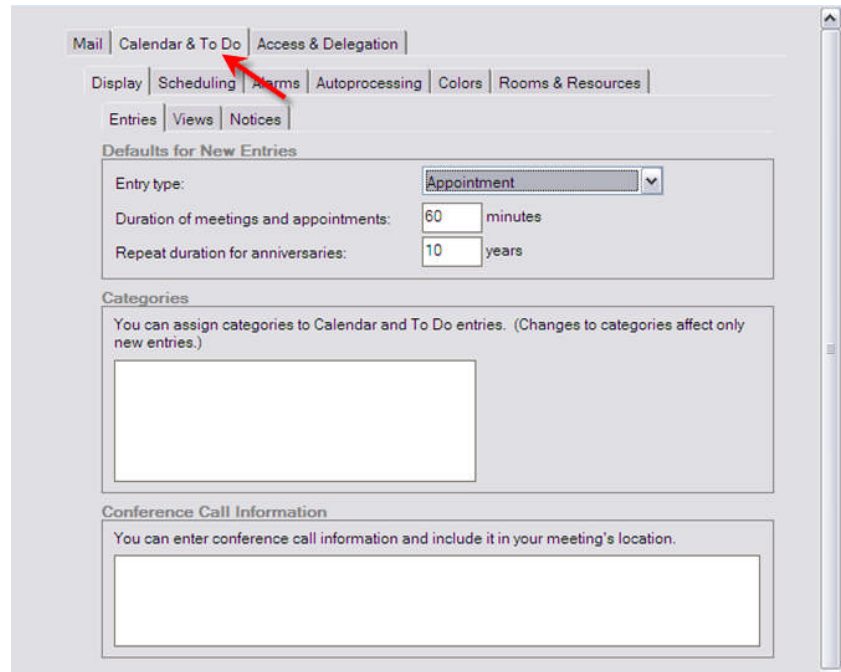 Mail Calendar & To Do Access & Delegation
Display Scheduling Alarms Autoprocessing Colors Rooms & Resources
Entries Views Notices
Defaults for New Entries
Entry type: Appointment
Duration of meetings and appointments: 60 minutes
Repeat duration for anniversaries: 10 years
Categories
You can assign categories to Calendar and To Do entries. (Changes to categories affect only
new entries.)
Conference Call Information
You can enter conference call information and include it in your meeting's location.